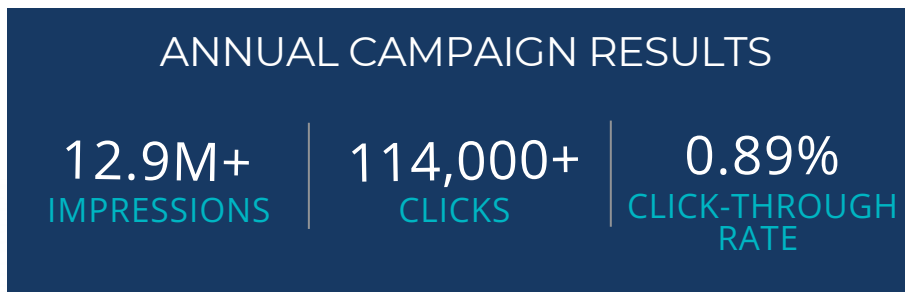 ANNUAL CAMPAIGN RESULTS
12.9M+
IMPRESSIONS
114,000+
CLICKS
0.89%
CLICK-THROUGH
RATE